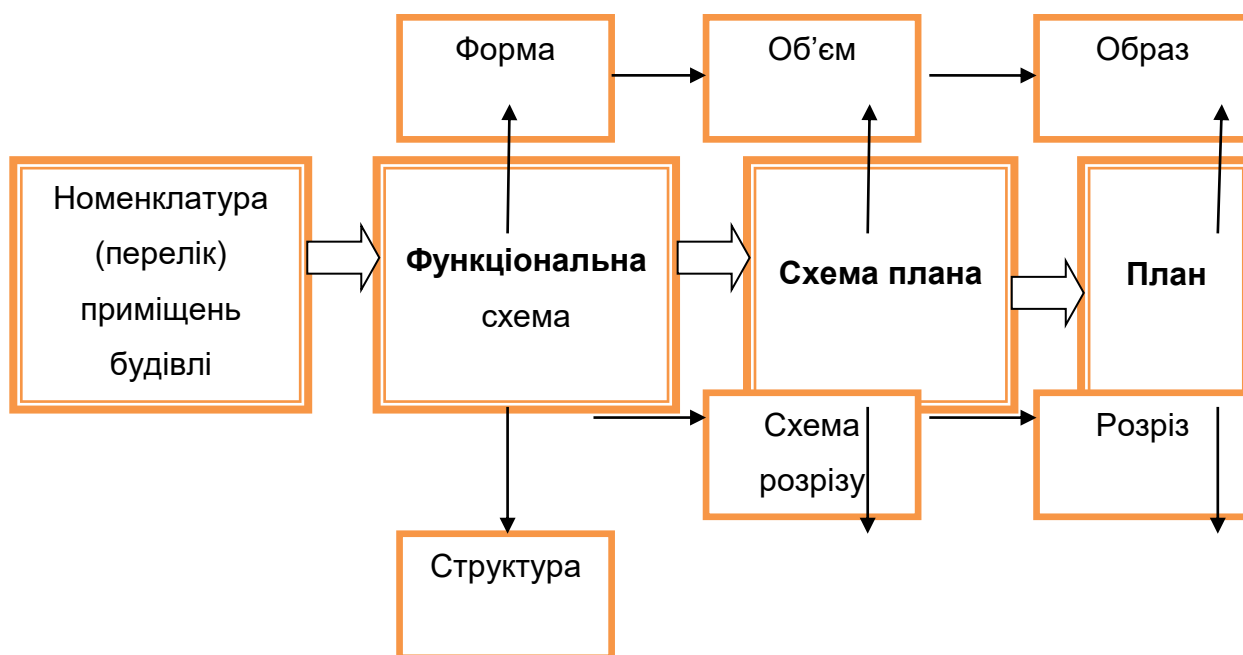 Форма
Об’єм
Образ
Номенклатура
(перелік)
приміщень
будівлі
Функціональна
схема
Схема плана
План
Схема
розрізу
Розріз
Структура